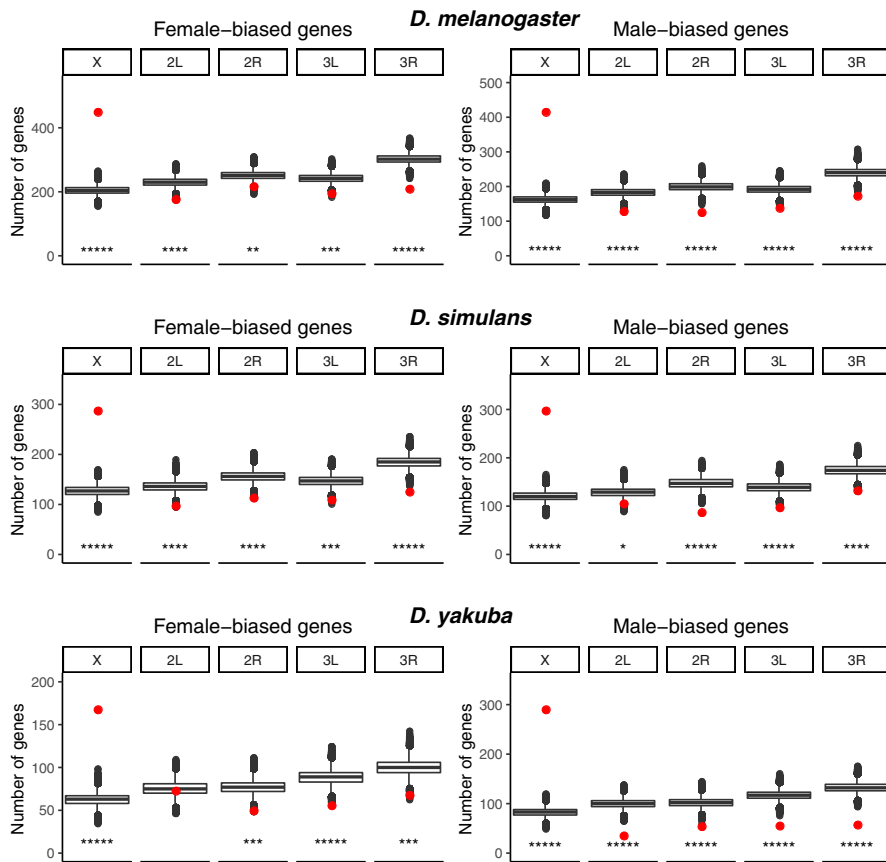 D. melanogaster
Female-biased genes
Male-biased genes
X 2L 2R 3L 3R
X 2L 2R 3L 3R
Number of genes
400
200
0
***** **** ** *** *****
Number of genes
500
400
300
200
100
0
***** ***** ***** ***** *****
D. simulans
Female-biased genes
Male-biased genes
X 2L 2R 3L 3R
X 2L 2R 3L 3R
Number of genes
300
200
100
0
***** **** **** *** *****
Number of genes
300
200
100
0
***** * ***** ***** ****
D. yakuba
Female-biased genes
Male-biased genes
X 2L 2R 3L 3R
X 2L 2R 3L 3R
Number of genes
200
150
100
50
0
***** *** ***** ***
Number of genes
300
200
100
0
***** ***** ***** ***** *****